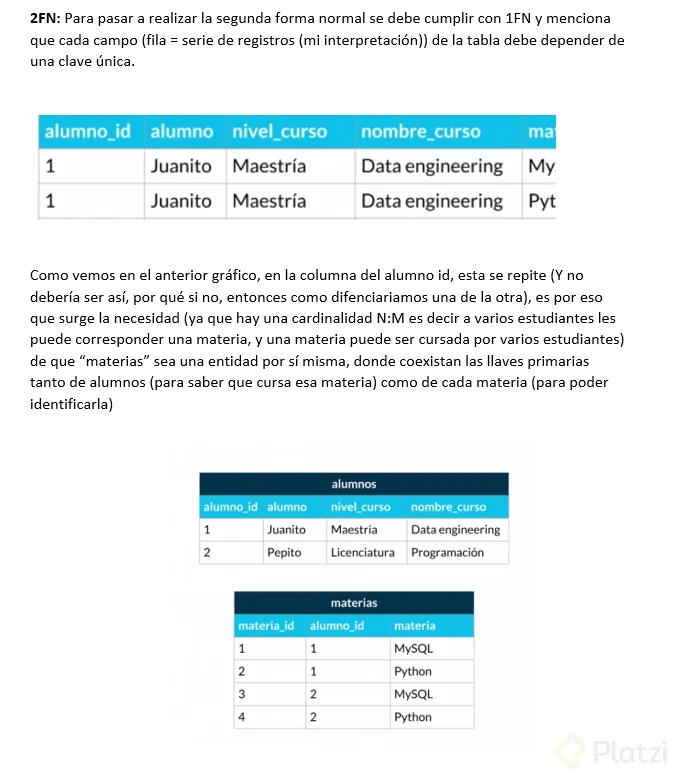 2FN: Para pasar a realizar la segunda forma normal se debe cumplir con 1FN y menciona
que cada campo (fila = serie de registros (mi interpretación)) de la tabla debe depender de
una clave única.
alumno_id alumno nivel_curso nombre_curso mat
1 Juanito Maestría Data engineering My
1 Juanito Maestría Data engineering Pyt
Como vemos en el anterior gráfico, en la columna del alumno id, esta se repite (Y no
debería ser así, por qué si no, entonces como difenciariamos una de la otra), es por eso
que surge la necesidad (ya que hay una cardinalidad N:M es decir a varios estudiantes les
puede corresponder una materia, y una materia puede ser cursada por varios estudiantes)
de que “materias” sea una entidad por sí misma, donde coexistan las llaves primarias
tanto de alumnos (para saber que cursa esa materia) como de cada materia (para poder
identificarla)
alumnos
alumno_id alumno nivel_curso nombre_curso
1 Juanito Maestría Data engineering
2 Pepito Licenciatura Programación
materias
materia_id alumno_id materia
1 1 MySQL
2 1 Python
3 2 MySQL
4 2 Python
Platzi